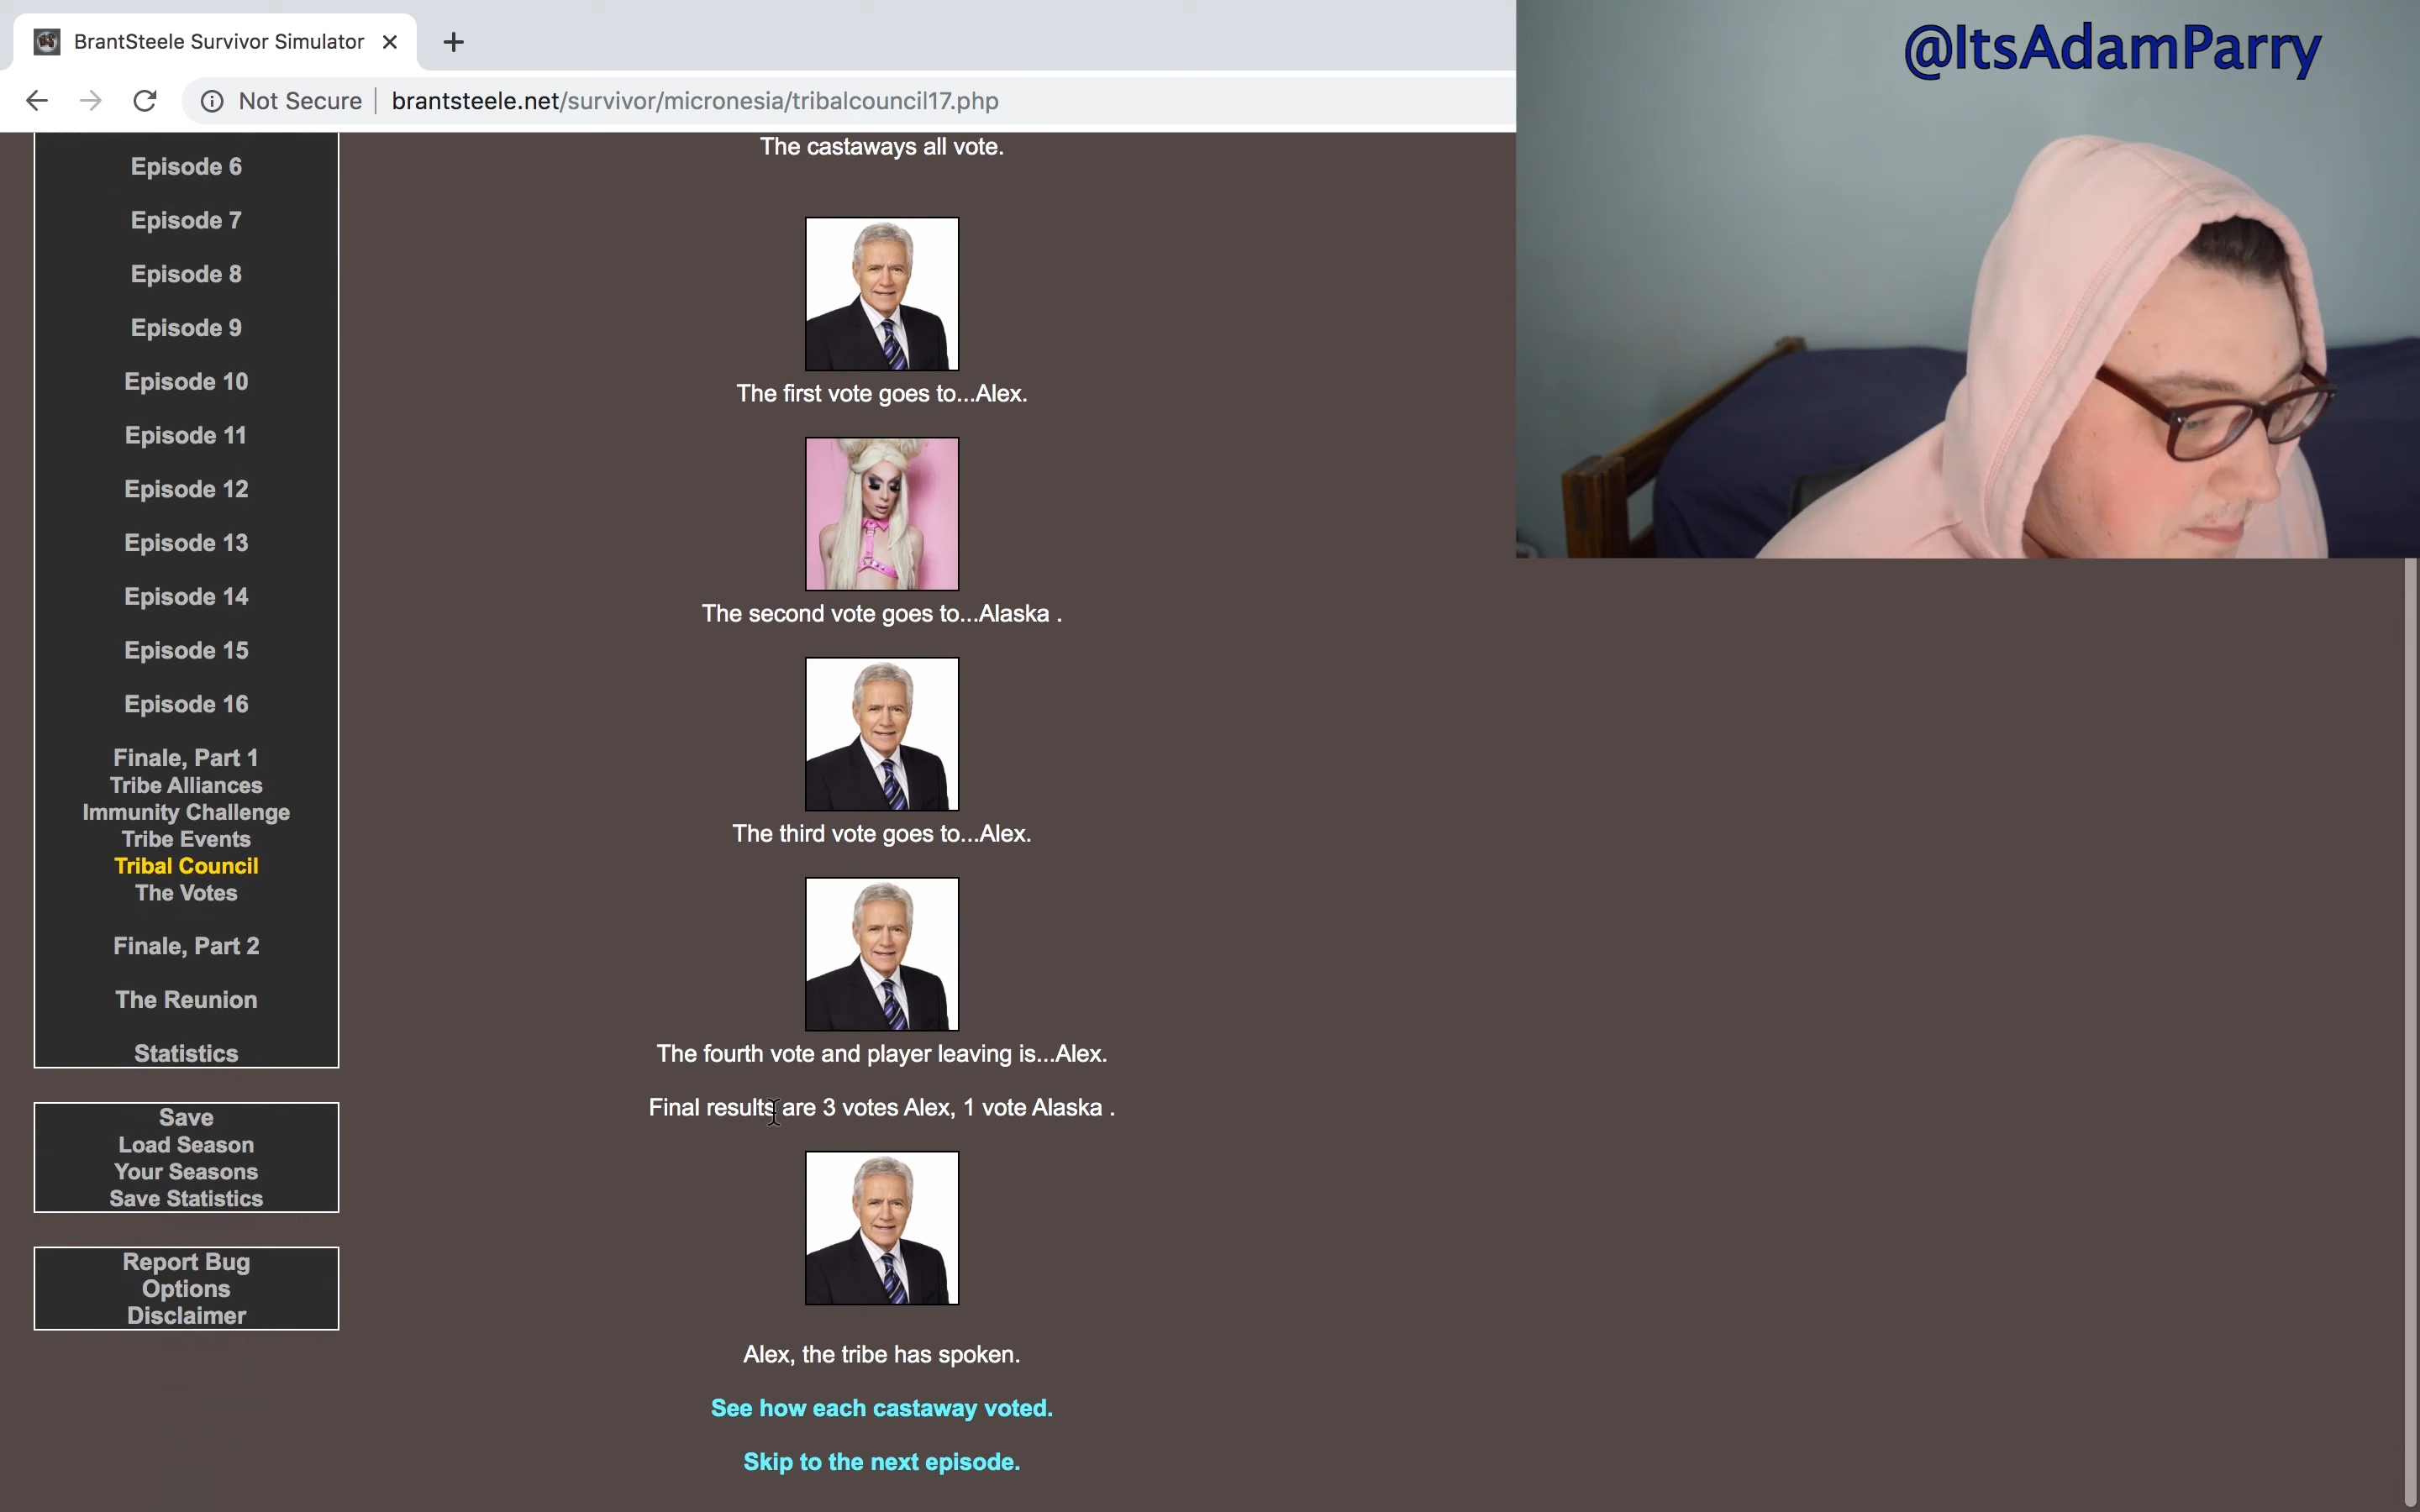 BrantSteele Survivor Simulator
@ItsAdamParry
Not Secure
brantsteele.net/survivor/micronesia/tribalcouncil17.php
Episode 6
Episode 7
Episode 8
Episode 9
Episode 10
Episode 11
Episode 12
Episode 13
Episode 14
Episode 15
Episode 16
Finale, Part 1
Tribe Alliances
Immunity Challenge
Tribe Events
Tribal Council
The Votes
Finale, Part 2
The Reunion
Statistics
Save
Load Season
Your Seasons
Save Statistics
Report Bug
Options
Disclaimer
The castaways all vote.
The first vote goes to...Alex.
The second vote goes to...Alaska .
The third vote goes to...Alex.
The fourth vote and player leaving is...Alex.
Final results are 3 votes Alex, 1 vote Alaska .
Alex, the tribe has spoken.
See how each castaway voted.
Skip to the next episode.